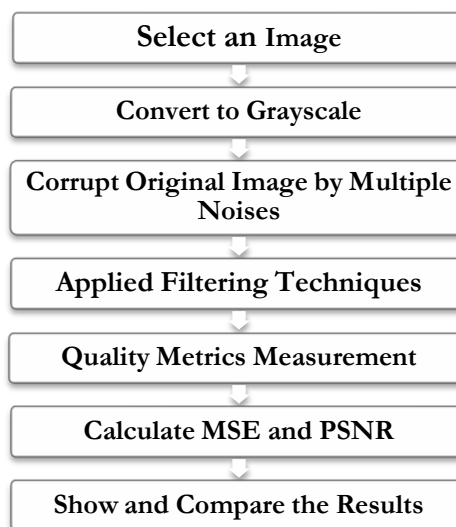 Select an Image
Convert to Grayscale
Corrupt Original Image by Multiple
Noises
Applied Filtering Techniques
Quality Metrics Measurement
Calculate MSE and PSNR
Show and Compare the Results